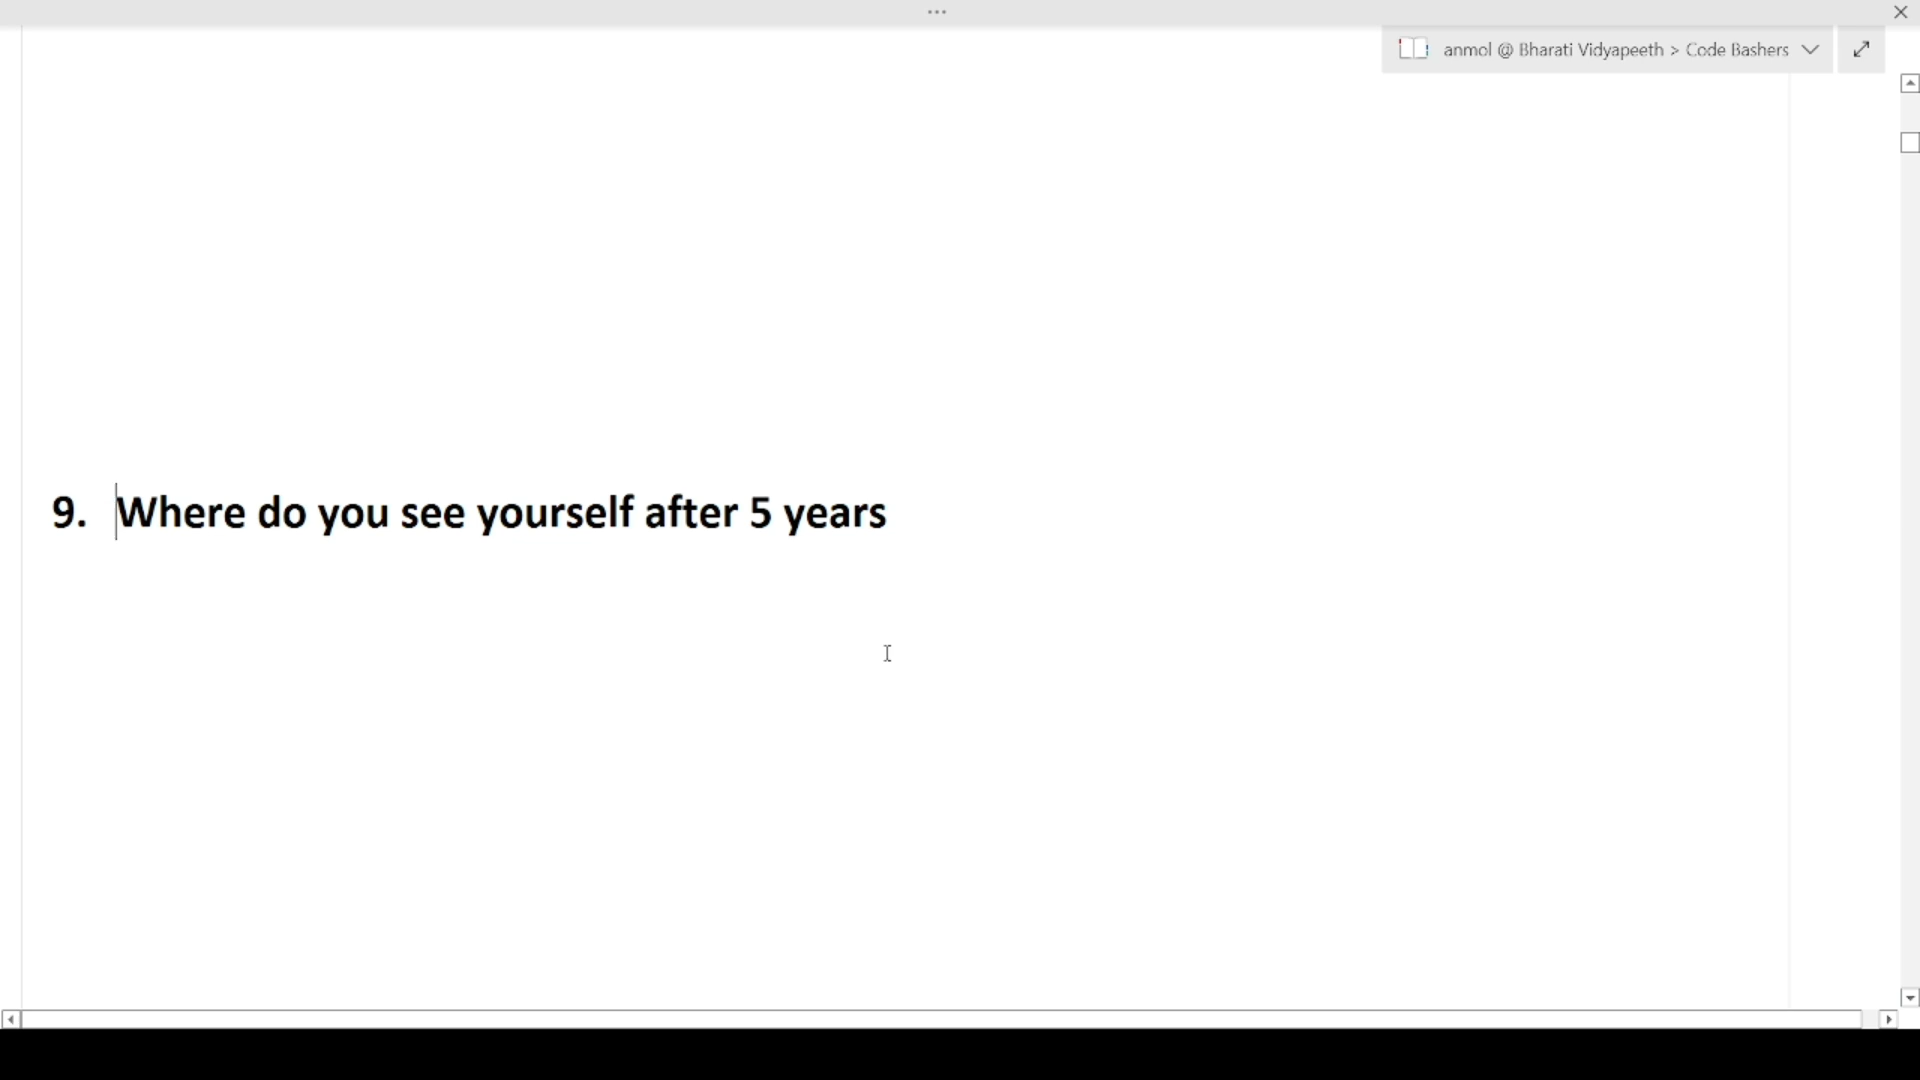 anmol @ Bharati Vidyapeeth > Code Bashers
9. Where do you see yourself after 5 years